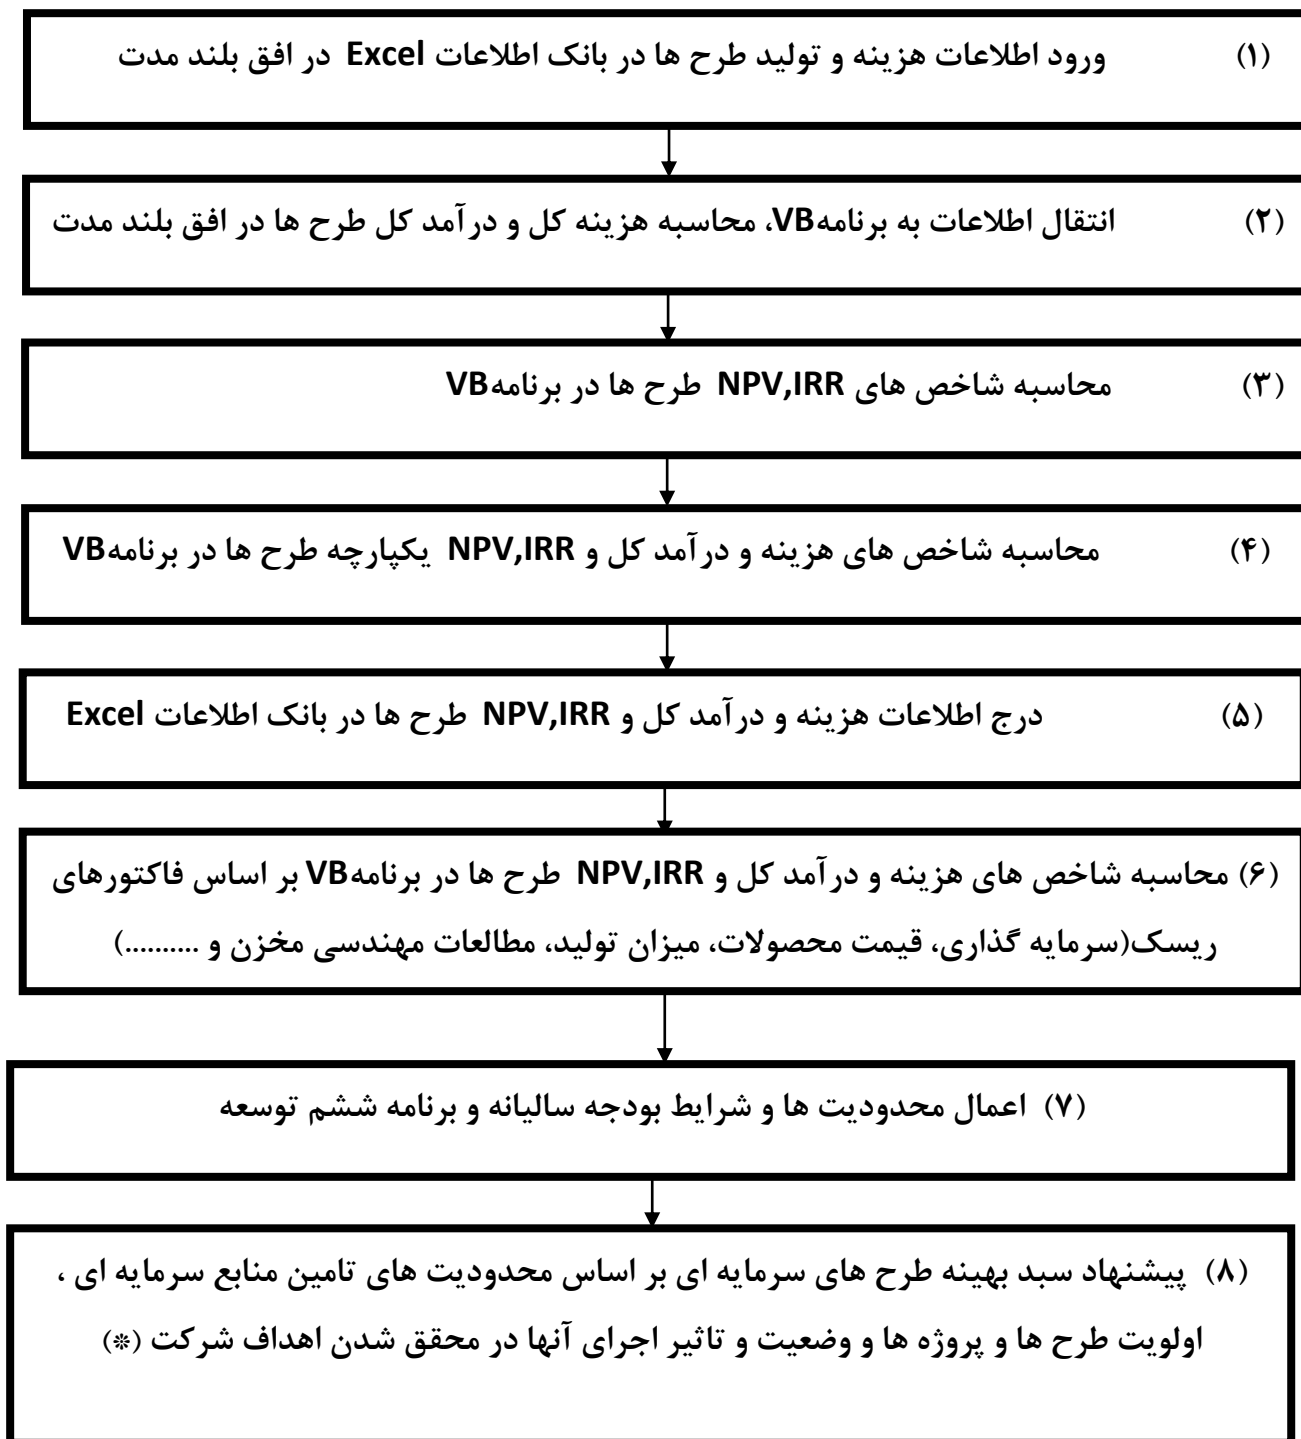 (۱) ورود اطلاعات هزینه و تولید طرح ها در بانک اطلاعات Excel در افق بلند مدت
(۲) انتقال اطلاعات به برنامهVB، محاسبه هزینه کل و درآمد کل طرح ها در افق بلند مدت
(۳) محاسبه شاخص های NPV,IRR طرح ها در برنامهVB
(۴) محاسبه شاخص های هزینه و درآمد کل و NPV,IRR یکپارچه طرح ها در برنامهVB
(۵) درج اطلاعات هزینه و درآمد کل و NPV,IRR طرح ها در بانک اطلاعات Excel
(۶) محاسبه شاخص های هزینه و درآمد کل و NPV,IRR طرح ها در برنامهVB بر اساس فاکتورهای
ریسک(سرمایه گذاری، قیمت محصولات، میزان تولید، مطالعات مهندسی مخزن و ..........)
(۷) اعمال محدودیت ها و شرایط بودجه سالیانه و برنامه ششم توسعه
(۸) پیشنهاد سبد بهینه طرح های سرمایه ای بر اساس محدودیت های تامین منابع سرمایه ای ،
اولویت طرح ها و پروژه ها و وضعیت و تاثیر اجرای آنها در محقق شدن اهداف شرکت (*)